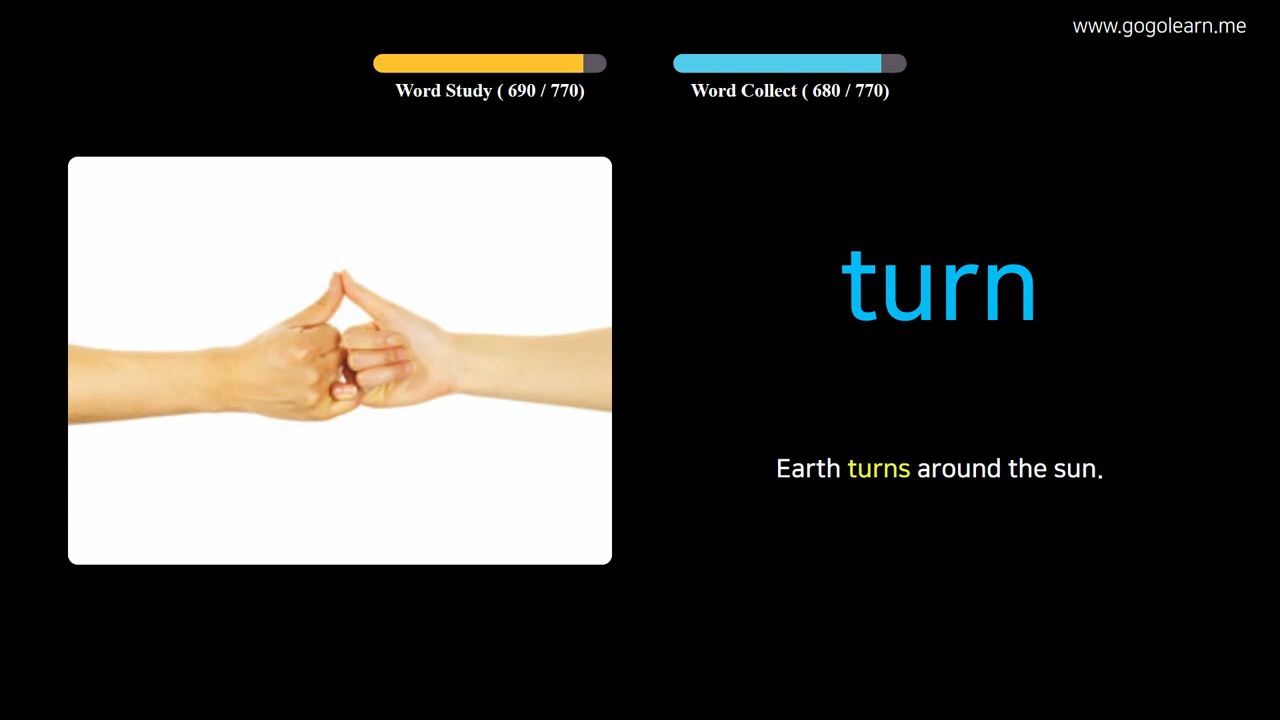 www.gogolearn.me
Word Study ( 690 / 770)
Word Collect ( 680 / 770)
turn
Earth turns around the sun.